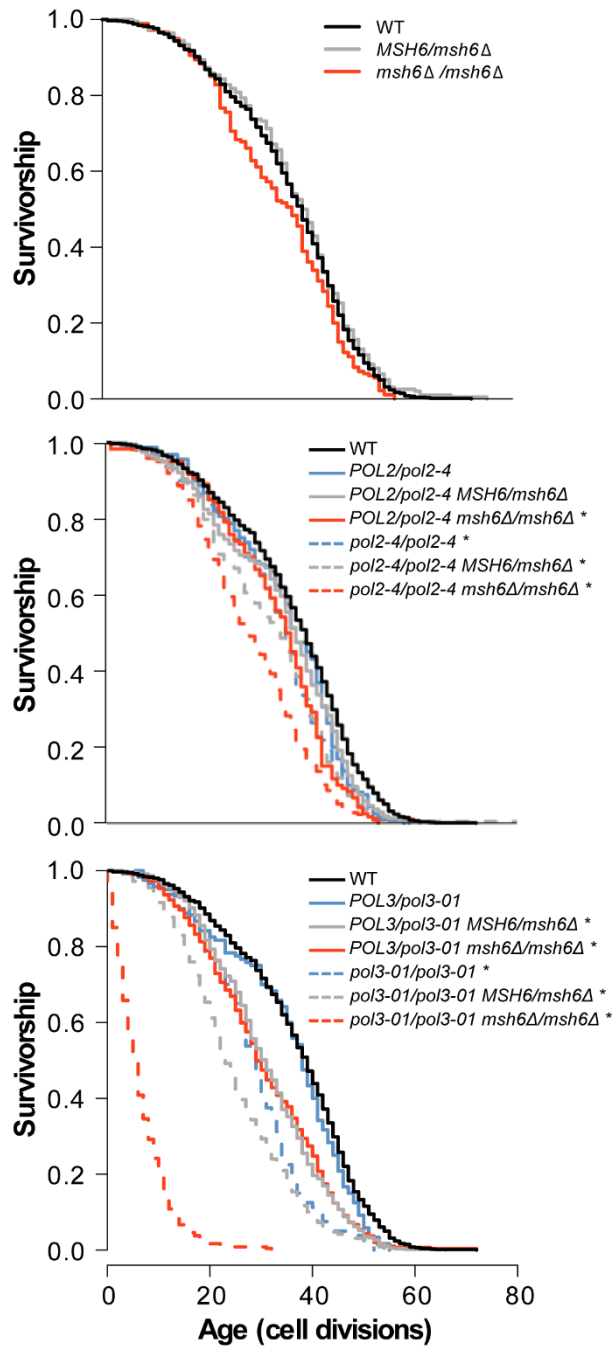 WT
MSH6/msh6Δ
msh6Δ /msh6Δ
1.0
0.8
0.6
0.4
0.2
0.0
Survivorship
WT
POL2/pol2-4
POL2/pol2-4 MSH6/msh6Δ
POL2/pol2-4 msh6Δ/msh6Δ *
pol2-4/pol2-4 *
pol2-4/pol2-4 MSH6/msh6Δ *
pol2-4/pol2-4 msh6Δ/msh6Δ *
1.0
0.8
0.6
0.4
0.2
0.0
Survivorship
WT
POL3/pol3-01
POL3/pol3-01 MSH6/msh6Δ *
POL3/pol3-01 msh6Δ/msh6Δ *
pol3-01/pol3-01 *
pol3-01/pol3-01 MSH6/msh6Δ *
pol3-01/pol3-01 msh6Δ/msh6Δ *
1.0
0.8
0.6
0.4
0.2
0.0
Survivorship
0 20 40 60 80
Age (cell divisions)